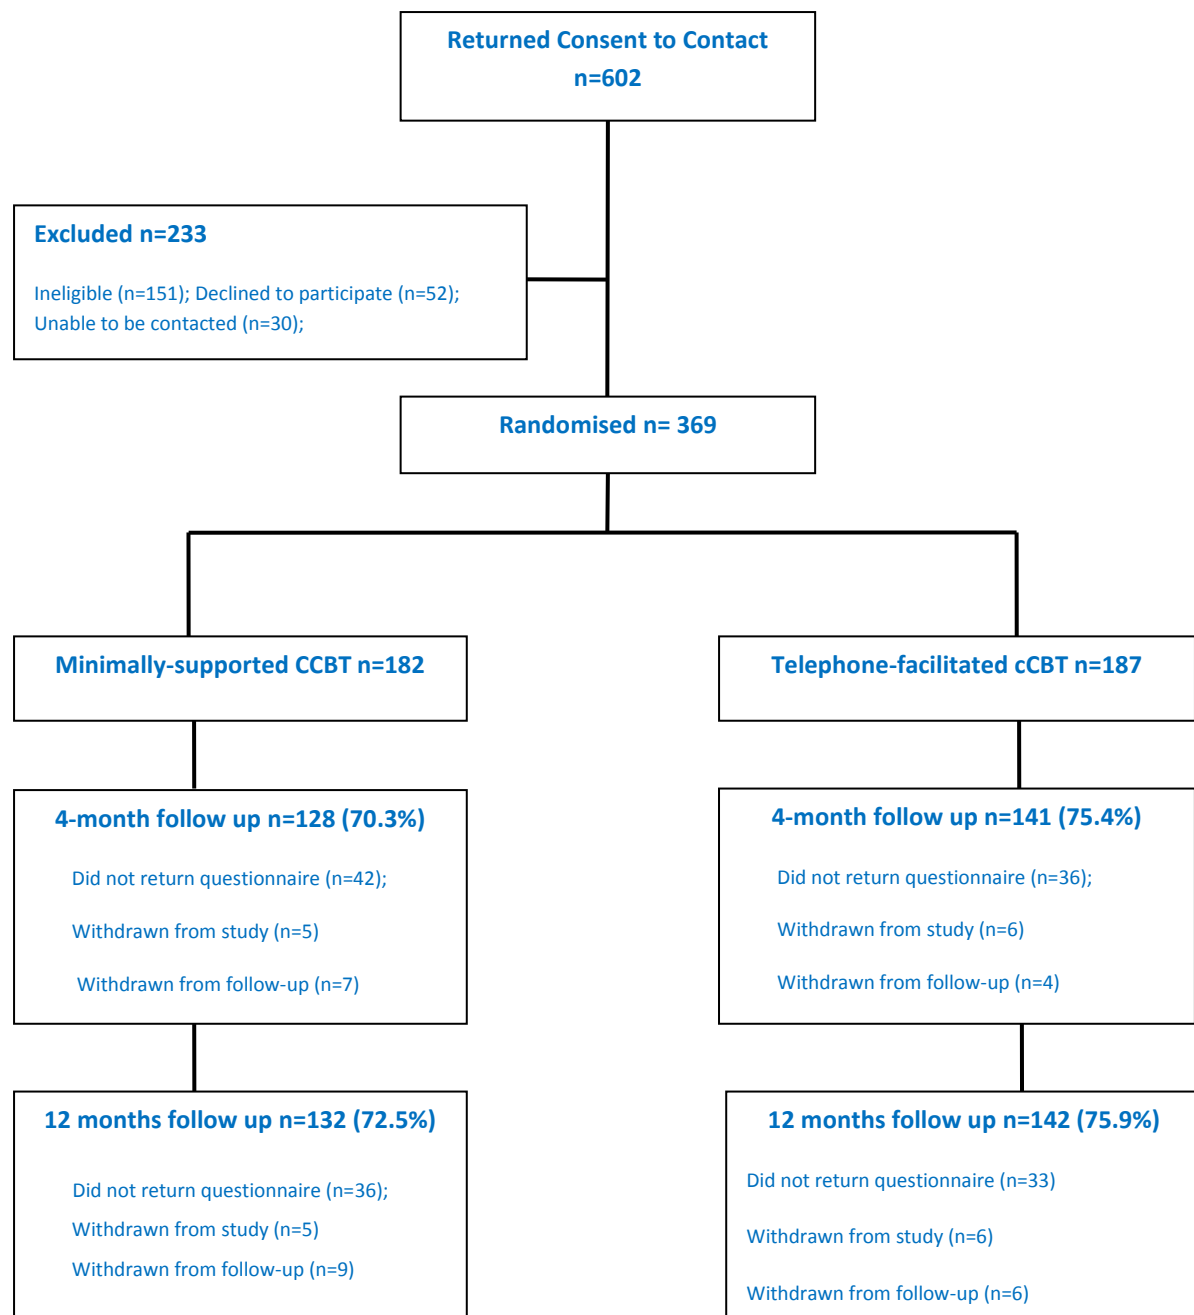 Returned Consent to Contact
n=602
Excluded n=233
Ineligible (n=151); Declined to participate (n=52);
Unable to be contacted (n=30);
Randomised n= 369
Minimally-supported CCBT n=182
Telephone-facilitated cCBT n=187
4-month follow up n=128 (70.3%)
Did not return questionnaire (n=42);
Withdrawn from study (n=5)
Withdrawn from follow-up (n=7)
4-month follow up n=141 (75.4%)
Did not return questionnaire (n=36);
Withdrawn from study (n=6)
Withdrawn from follow-up (n=4)
12 months follow up n=132 (72.5%)
Did not return questionnaire (n=36);
Withdrawn from study (n=5)
Withdrawn from follow-up (n=9)
12 months follow up n=142 (75.9%)
Did not return questionnaire (n=33)
Withdrawn from study (n=6)
Withdrawn from follow-up (n=6)